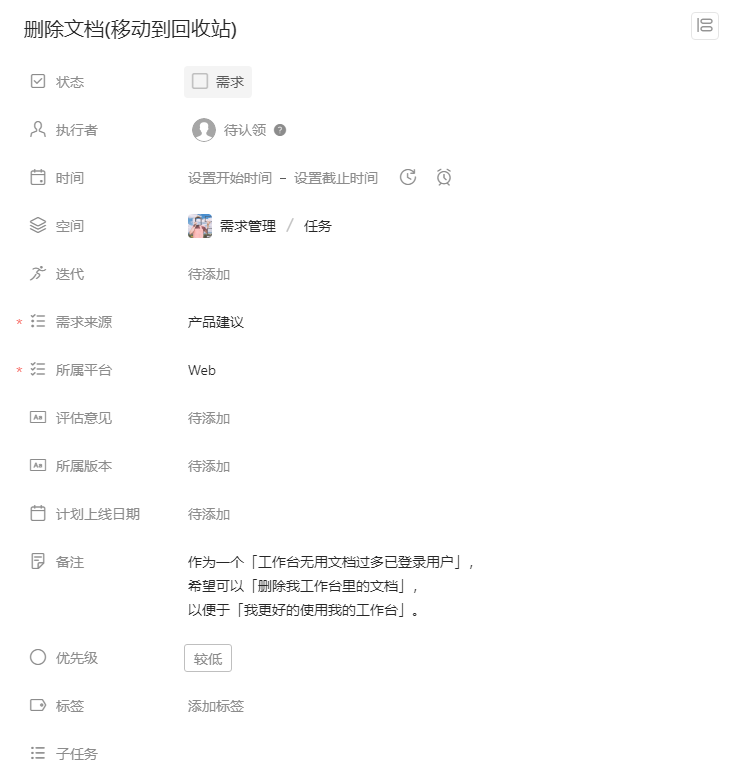 删除文档(移动到回收站)
状态 需求
执行者 待认领 ?
时间 设置开始时间 - 设置截止时间
空间 需求管理 / 任务
迭代 待添加
* 需求来源 产品建议
* 所属平台 Web
Aa 评估意见 待添加
Aa 所属版本 待添加
计划上线日期 待添加
备注 作为一个「工作台无用文档过多已登录用户」,
希望可以「删除我工作台里的文档」,
以便于「我更好的使用我的工作台」。
优先级 较低
标签 添加标签
子任务